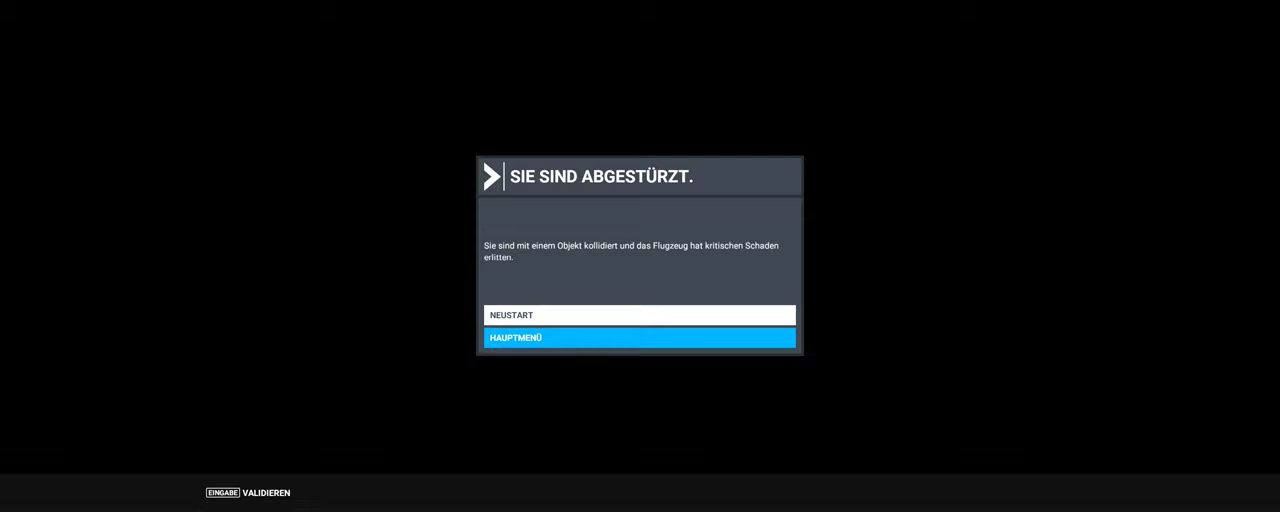 SIE SIND ABGESTÜRZT.
Sie sind mit einem Objekt kollidiert und das Flugzeug hat kritischen Schaden
erlitten.
NEUSTART
HAUPTMENÜ
EINGABE VALIDIEREN